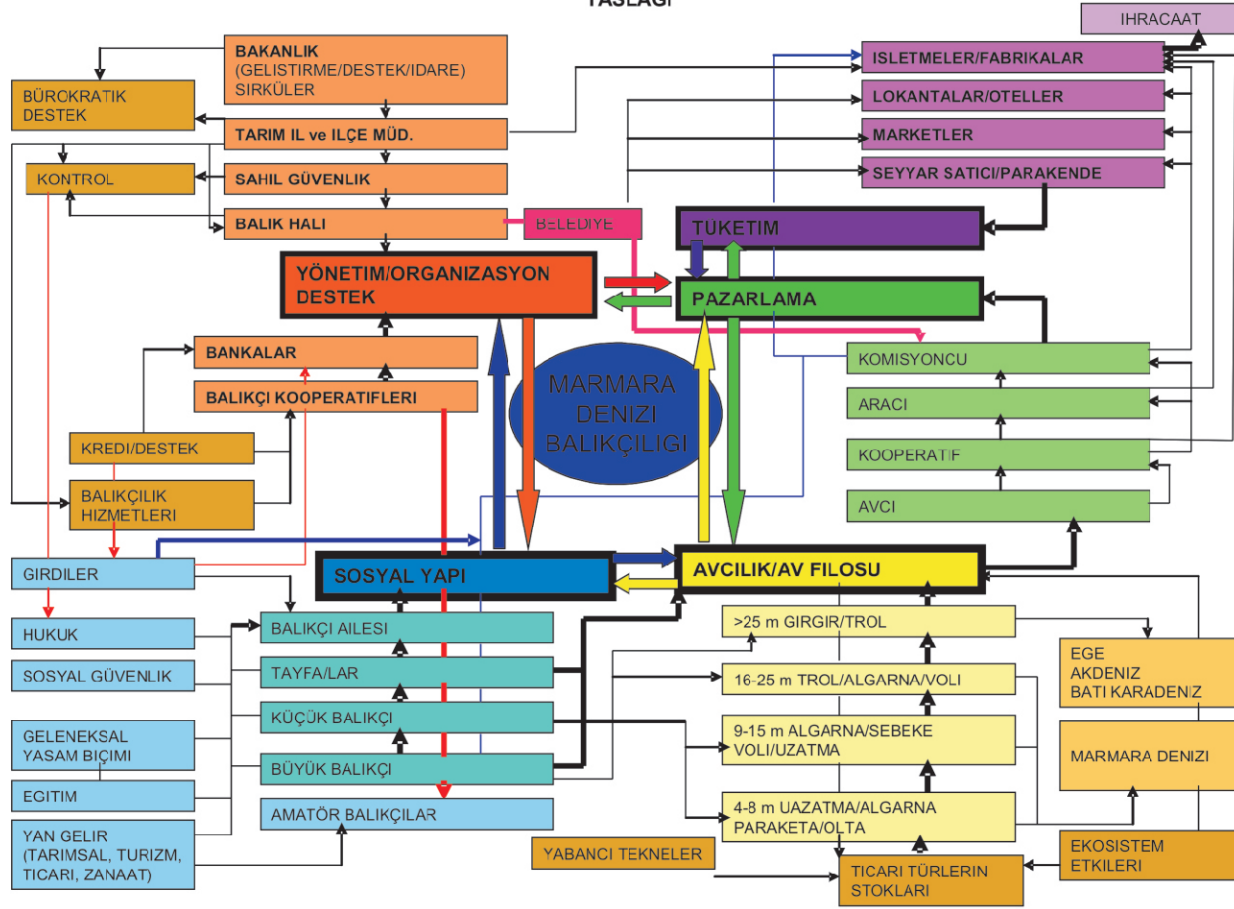 TASLAGI
IHRACAAT
BAKANLIK
(GELISTIRME/DESTEK/IDARE)
SIRKÜLER
BÜROKRATIK
DESTEK
TARIM IL ve ILÇE MÜD.
KONTROL
SAHIL GÜVENLIK
BALIK HALI
BELEDIYE
ISLETMELER/FABRIKALAR
LOKANTALAR/OTELLER
MARKETLER
SEYYAR SATICI/PARAKENDE
TÜKETIM
YÖNETIM/ORGANIZASYON
DESTEK
PAZARLAMA
BANKALAR
BALIKÇI KOOPERATIFLERI
KREDI/DESTEK
BALIKÇILIK
HIZMETLERI
MARMARA
DENIZI
BALIKÇILIGI
KOMISYONCU
ARACI
KOOPERATIF
AVCI
GIRDILER
SOSYAL YAPI
AVCILIK/AV FILOSU
HUKUK
SOSYAL GÜVENLIK
GELENEKSAL
YASAM BIÇIMI
EGITIM
YAN GELIR
(TARIMSAL, TURIZM,
TICARI, ZANAAT)
BALIKÇI AILESI
TAYFA/LAR
KÜÇÜK BALIKÇI
BÜYÜK BALIKÇI
AMATÖR BALIKÇILAR
>25 m GIRGIR/TROL
16-25 m TROL/ALGARNA/VOLI
9-15 m ALGARNA/SEBEKE
VOLI/UZATMA
4-8 m UAZATMA/ALGARNA
PARAKETA/OLTA
YABANCI TEKNELER
TICARI TÜRLERIN
STOKLARI
EGE
AKDENIZ
BATI KARADENIZ
MARMARA DENIZI
EKOSISTEM
ETKILERI